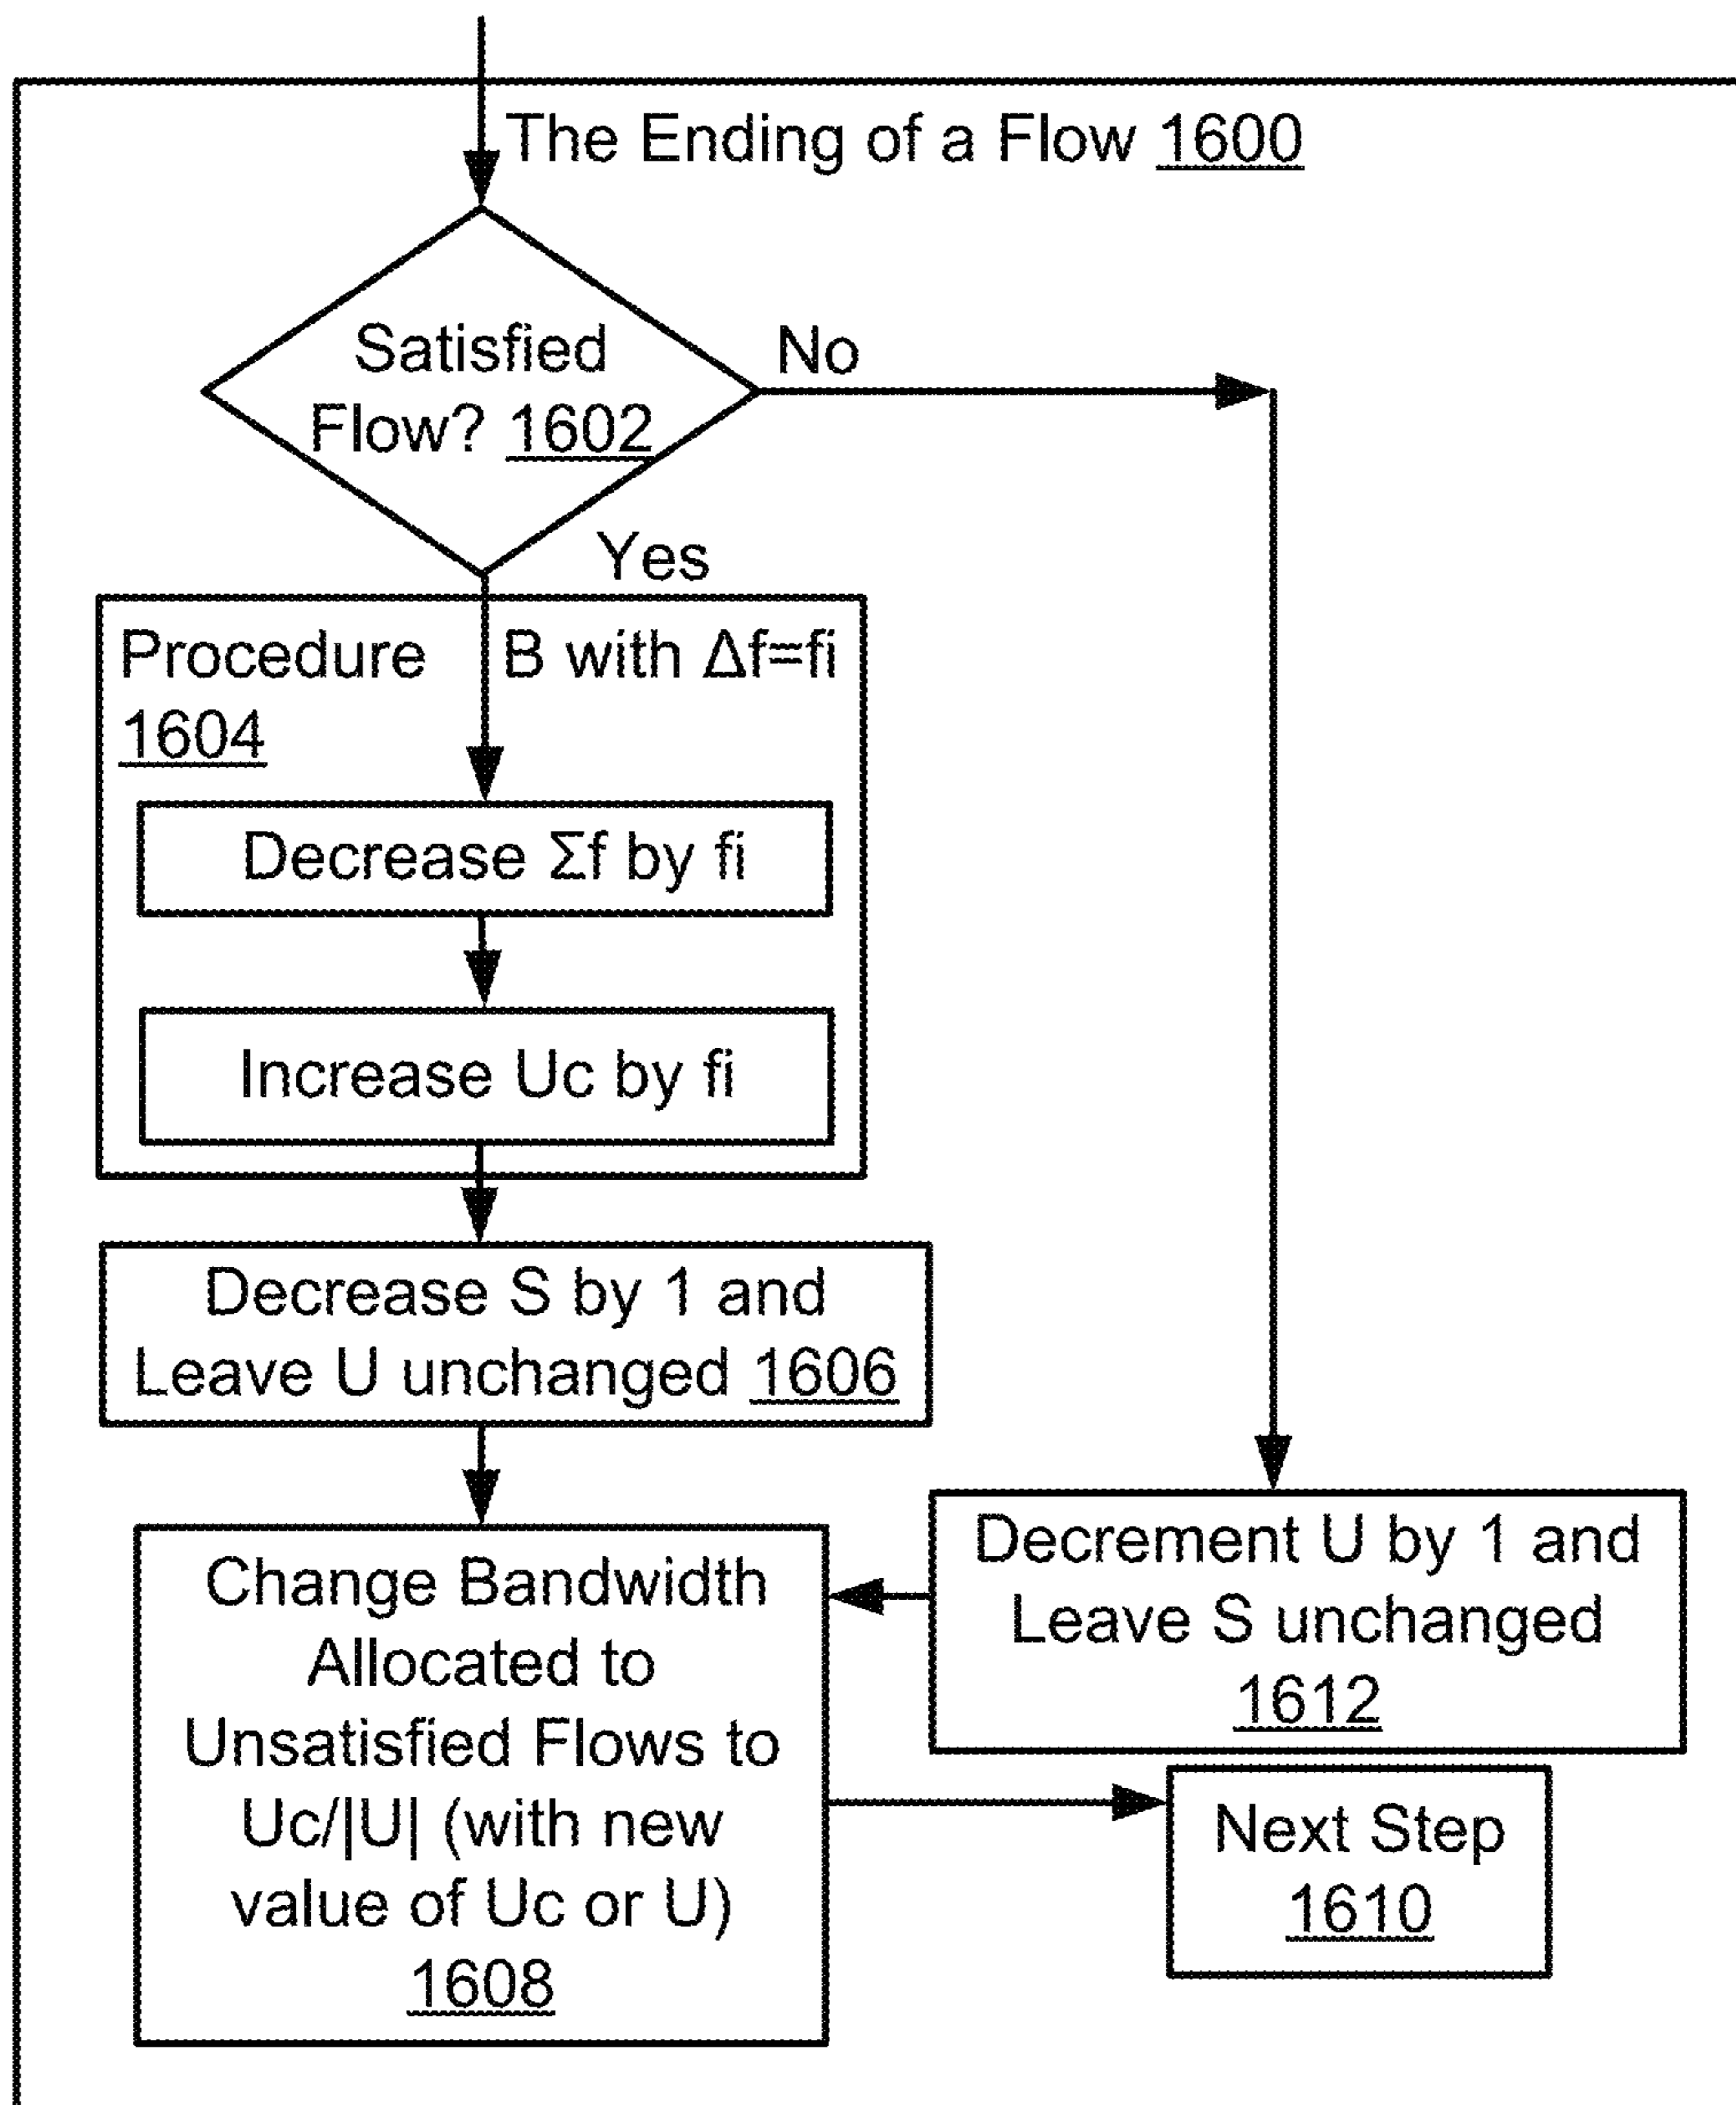 The Ending of a Flow 1600
Satisfied
Flow? 1602
No
Yes
Procedure B with Δf=fi
1604
Decrease Σf by fi
Increase Uc by fi
Decrease S by 1 and
Leave U unchanged 1606
Decrement U by 1 and
Leave S unchanged
1612
Change Bandwidth
Allocated to
Unsatisfied Flows to
Uc/|U| (with new
value of Uc or U)
1608
Next Step
1610